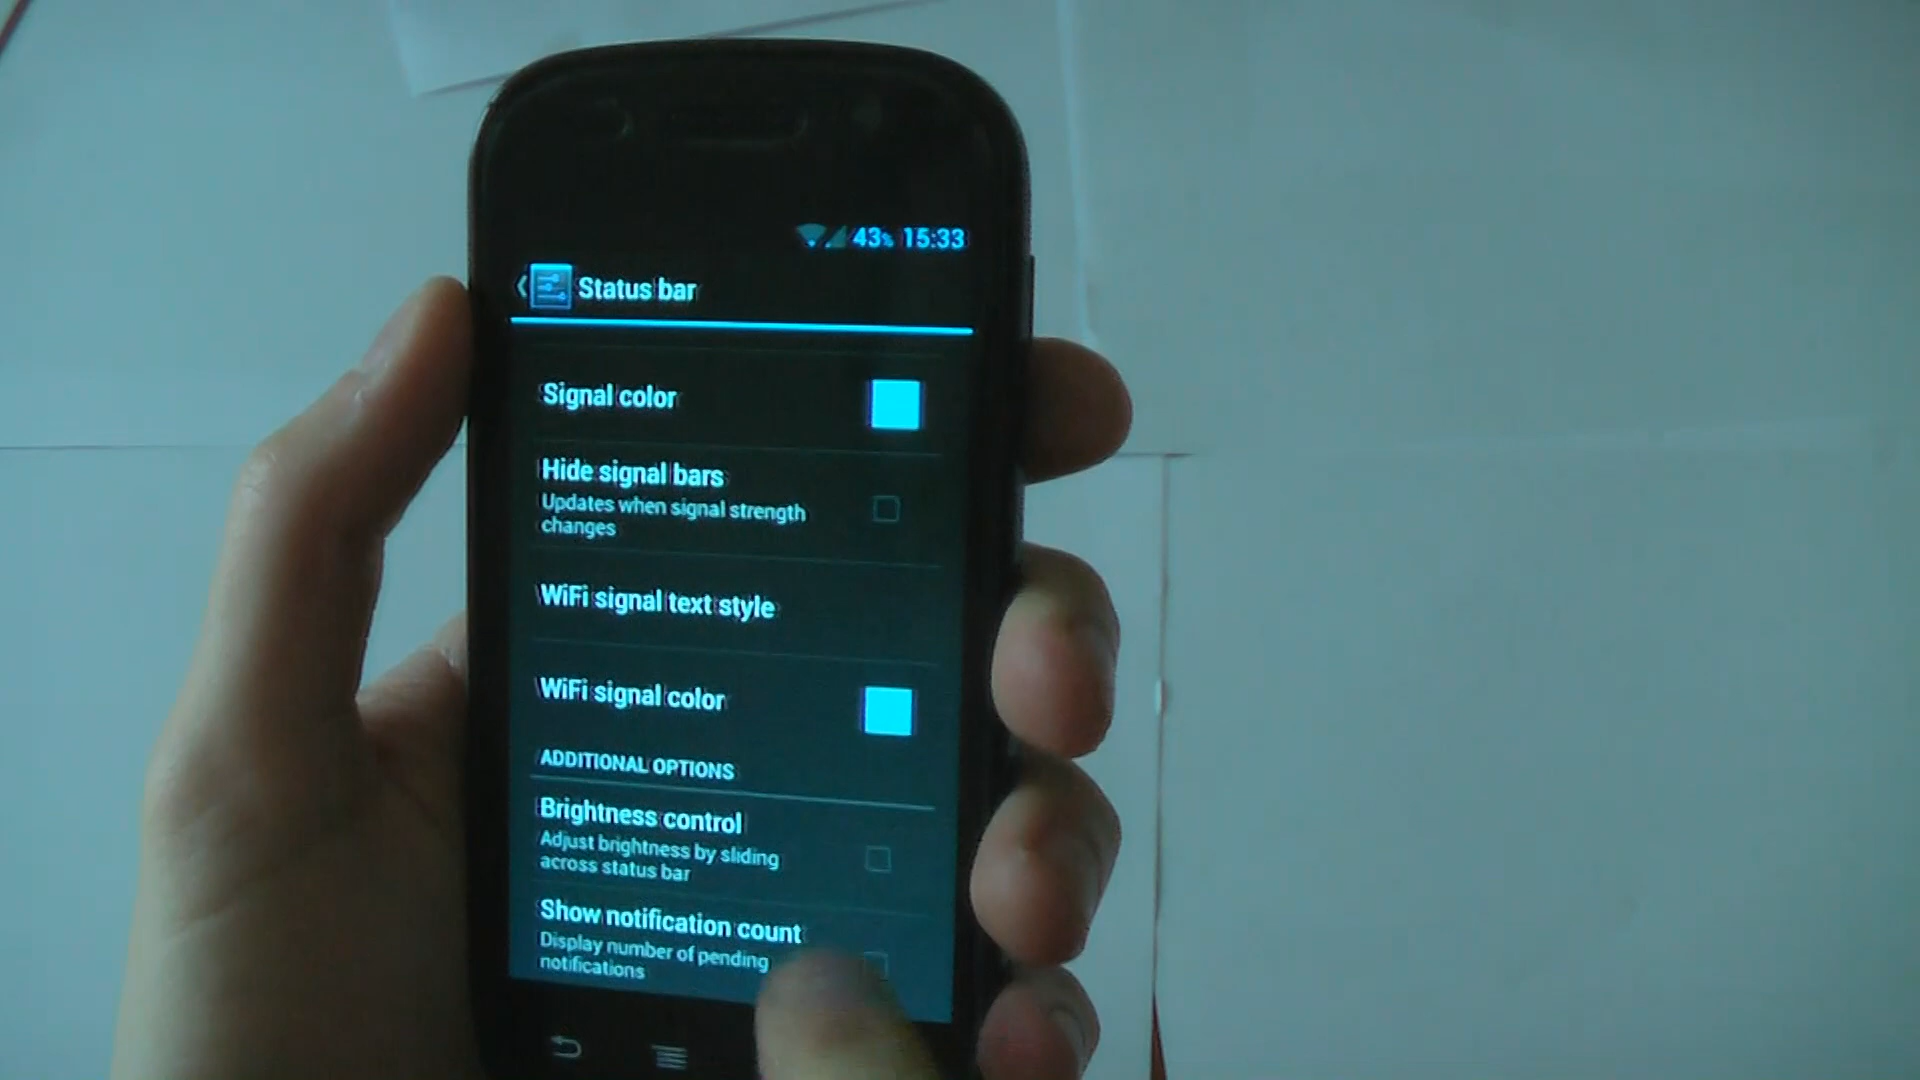 43% 15:33
Status bar
Signal color
Hide signal bars
Updates when signal strength
changes
WiFi signal text style
WiFi signal color
ADDITIONAL OPTIONS
Brightness control
Adjust brightness by sliding
across status bar
Show notification count
Display number of pending
notifications